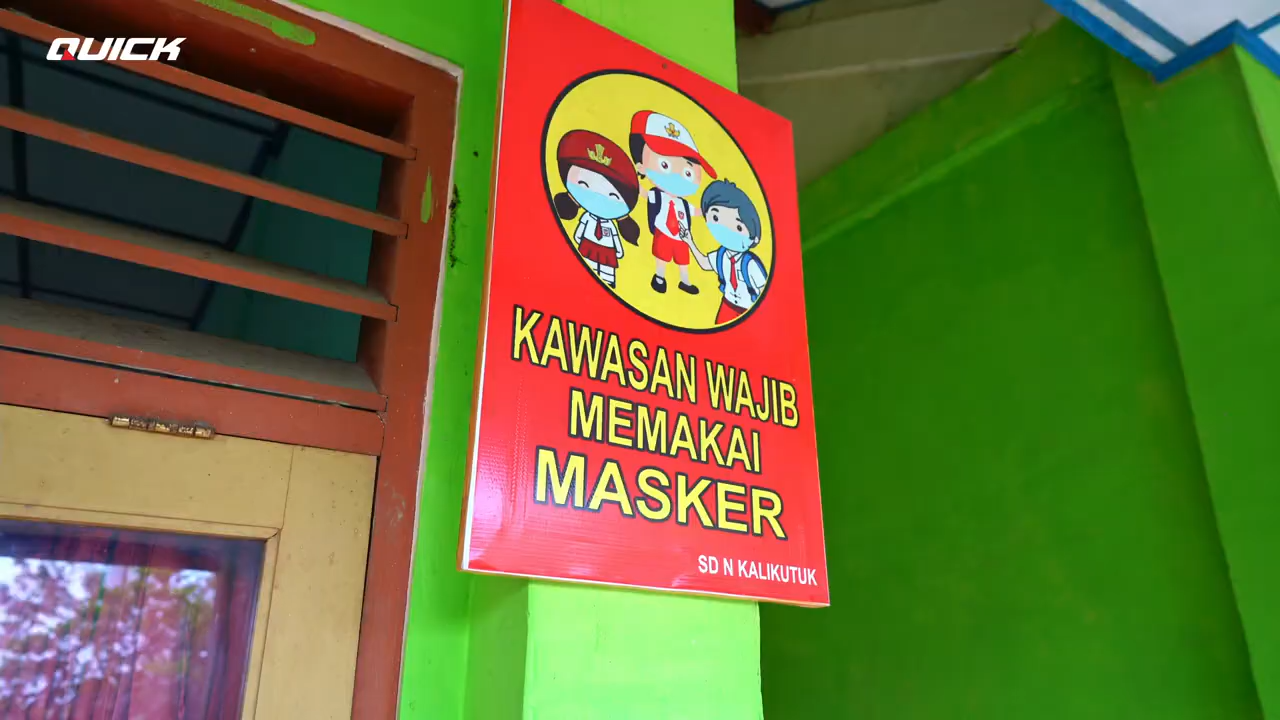 QUICK
KAWASAN WAJIB
MEMAKAI
MASKER
SD N KALIKUTUK